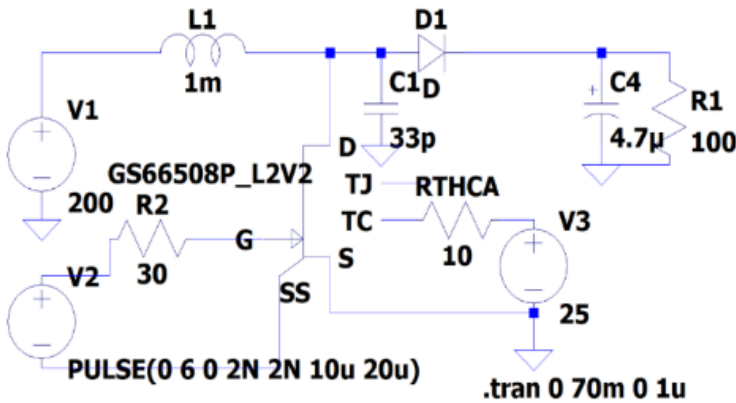 L1
1m
D1
D
C1
33p
C4
4.7µ
R1
100
V1
200
GS66508P_L2V2
D
TJ
TC
G
S
SS
RTHCA
10
R2
30
V3
25
V2
PULSE(0 6 0 2N 2N 10u 20u)
.tran 0 70m 0 1u